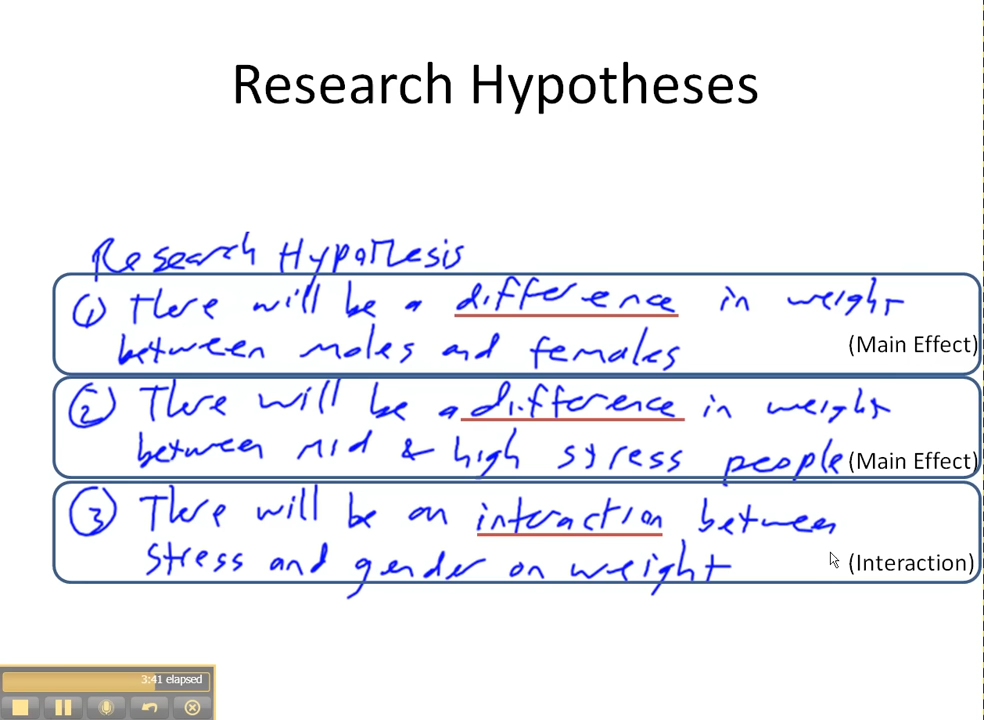 Research Hypotheses
Research Hypothesis
① There will be a difference in weight
between males and females
(Main Effect)
② There will be a difference in weight
between Mid & high stress people (Main Effect)
③ There will be an interaction between
stress and gender on weight
(Interaction)
3:41 elapsed